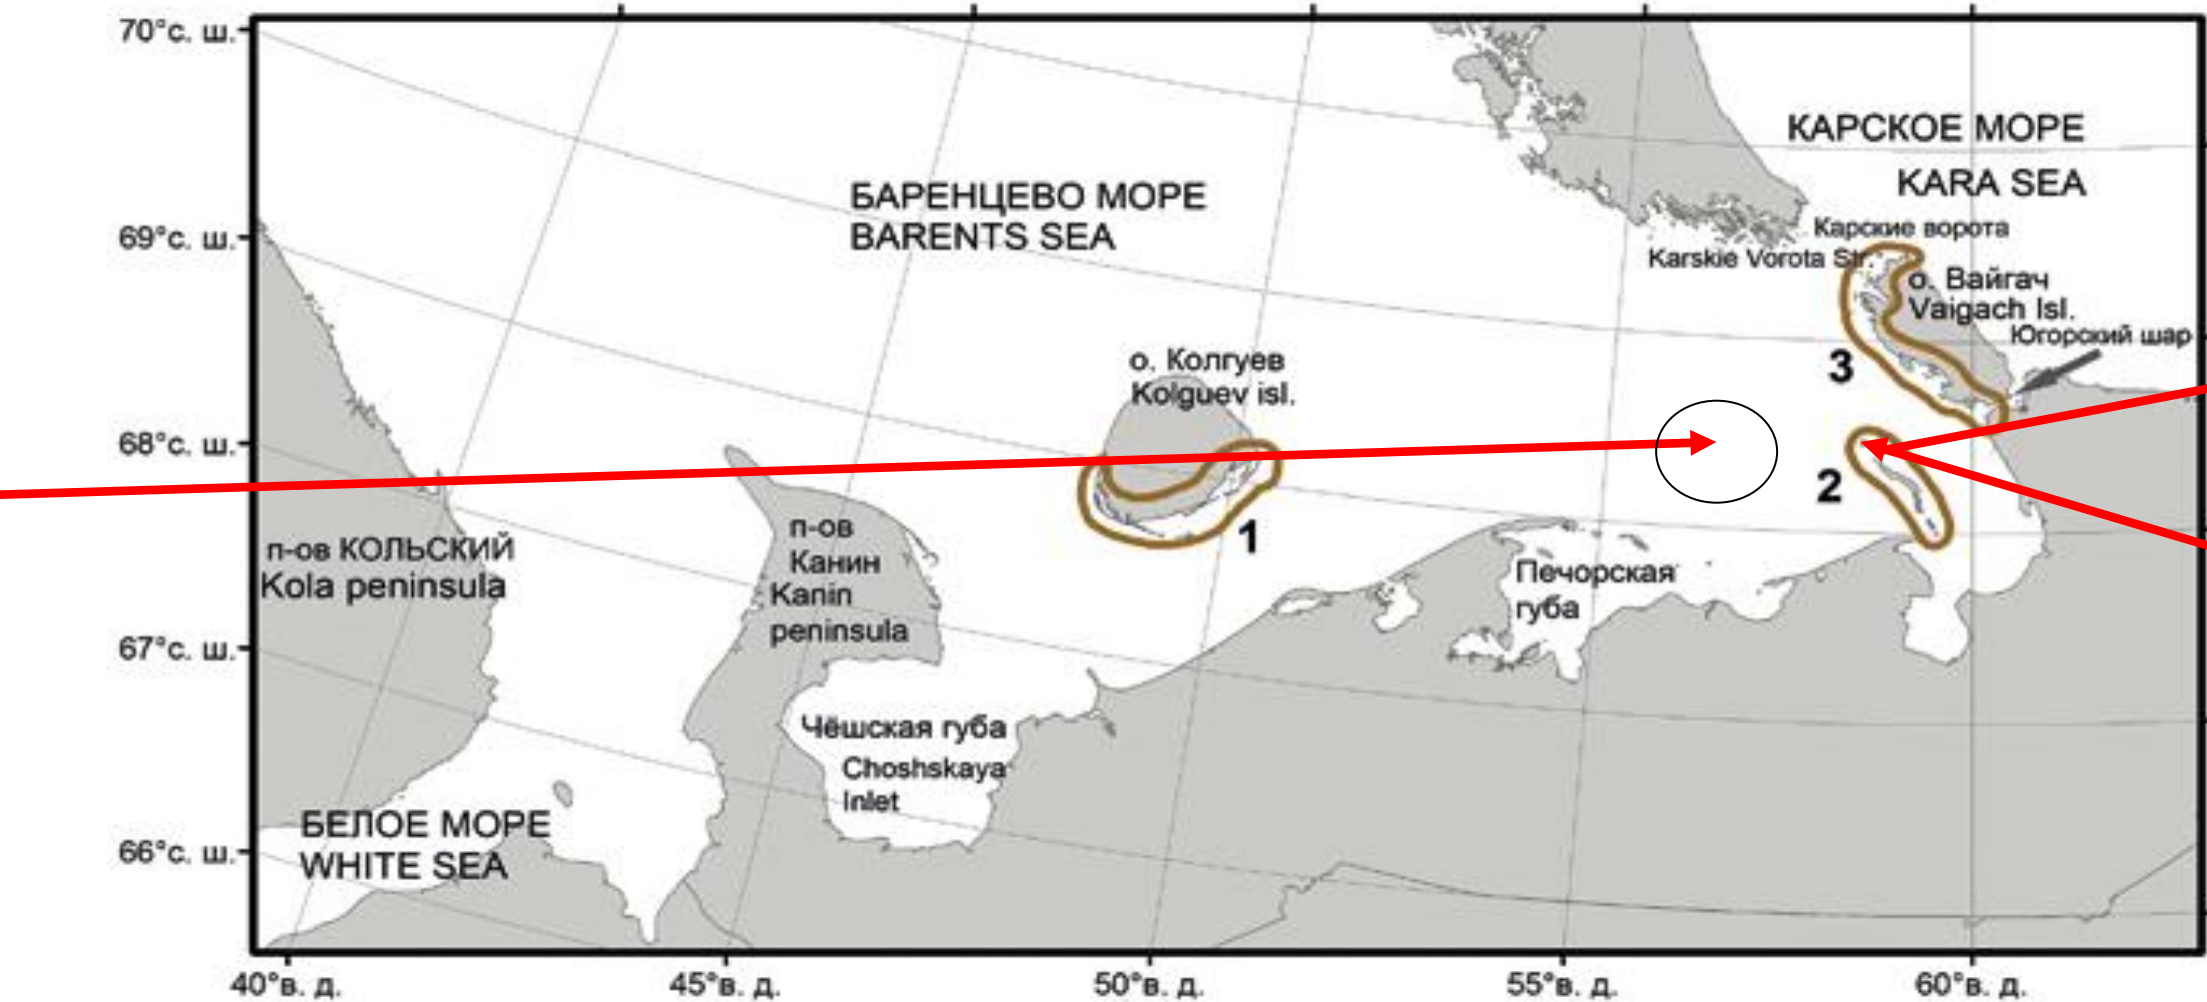 70°с. ш.
69°с. ш.
68°с. ш.
67°с. ш.
66°с. ш.
КАРСКОЕ МОРЕ
KARA SEA
БАРЕНЦЕВО МОРЕ
BARENTS SEA
Карские ворота
Karskie Vorota Str.
о. Вайгач
Vaigach Isl.
Югорский шар
3
о. Колгуев
Kolguev isl.
2
1
п-ов
Канин
Kanin
peninsula
п-ов КОЛЬСКИЙ
Kola peninsula
Печорская
губа
Чёшская губа
Choshskaya
Inlet
БЕЛОЕ МОРЕ
WHITE SEA
40°в. д.
45°в. д.
50°в. д.
55°в. д.
60°в. д.